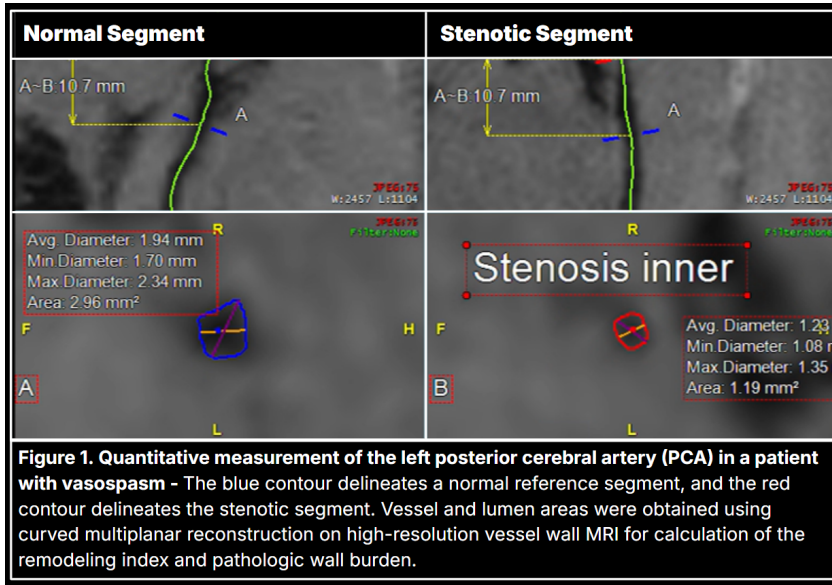 Normal Segment
Stenotic Segment
A~B 10.7 mm
A
JPEG:75
W:2457 L:1104
A~B 10.7 mm
A
JPEG:75
W:2457 L:1104
Avg. Diameter: 1.94 mm
Min.Diameter: 1.70 mm
Max.Diameter: 2.34 mm
Area: 2.96 mm²
R
JPEG:75
Filter:None
F
H
A
L
R
JPEG:75
Filter:None
Stenosis inner
F
Avg. Diameter: 1.23
Min.Diameter: 1.08
Max.Diameter: 1.35
Area: 1.19 mm²
B
L
Figure 1. Quantitative measurement of the left posterior cerebral artery (PCA) in a patient
with vasospasm - The blue contour delineates a normal reference segment, and the red
contour delineates the stenotic segment. Vessel and lumen areas were obtained using
curved multiplanar reconstruction on high-resolution vessel wall MRI for calculation of the
remodeling index and pathologic wall burden.